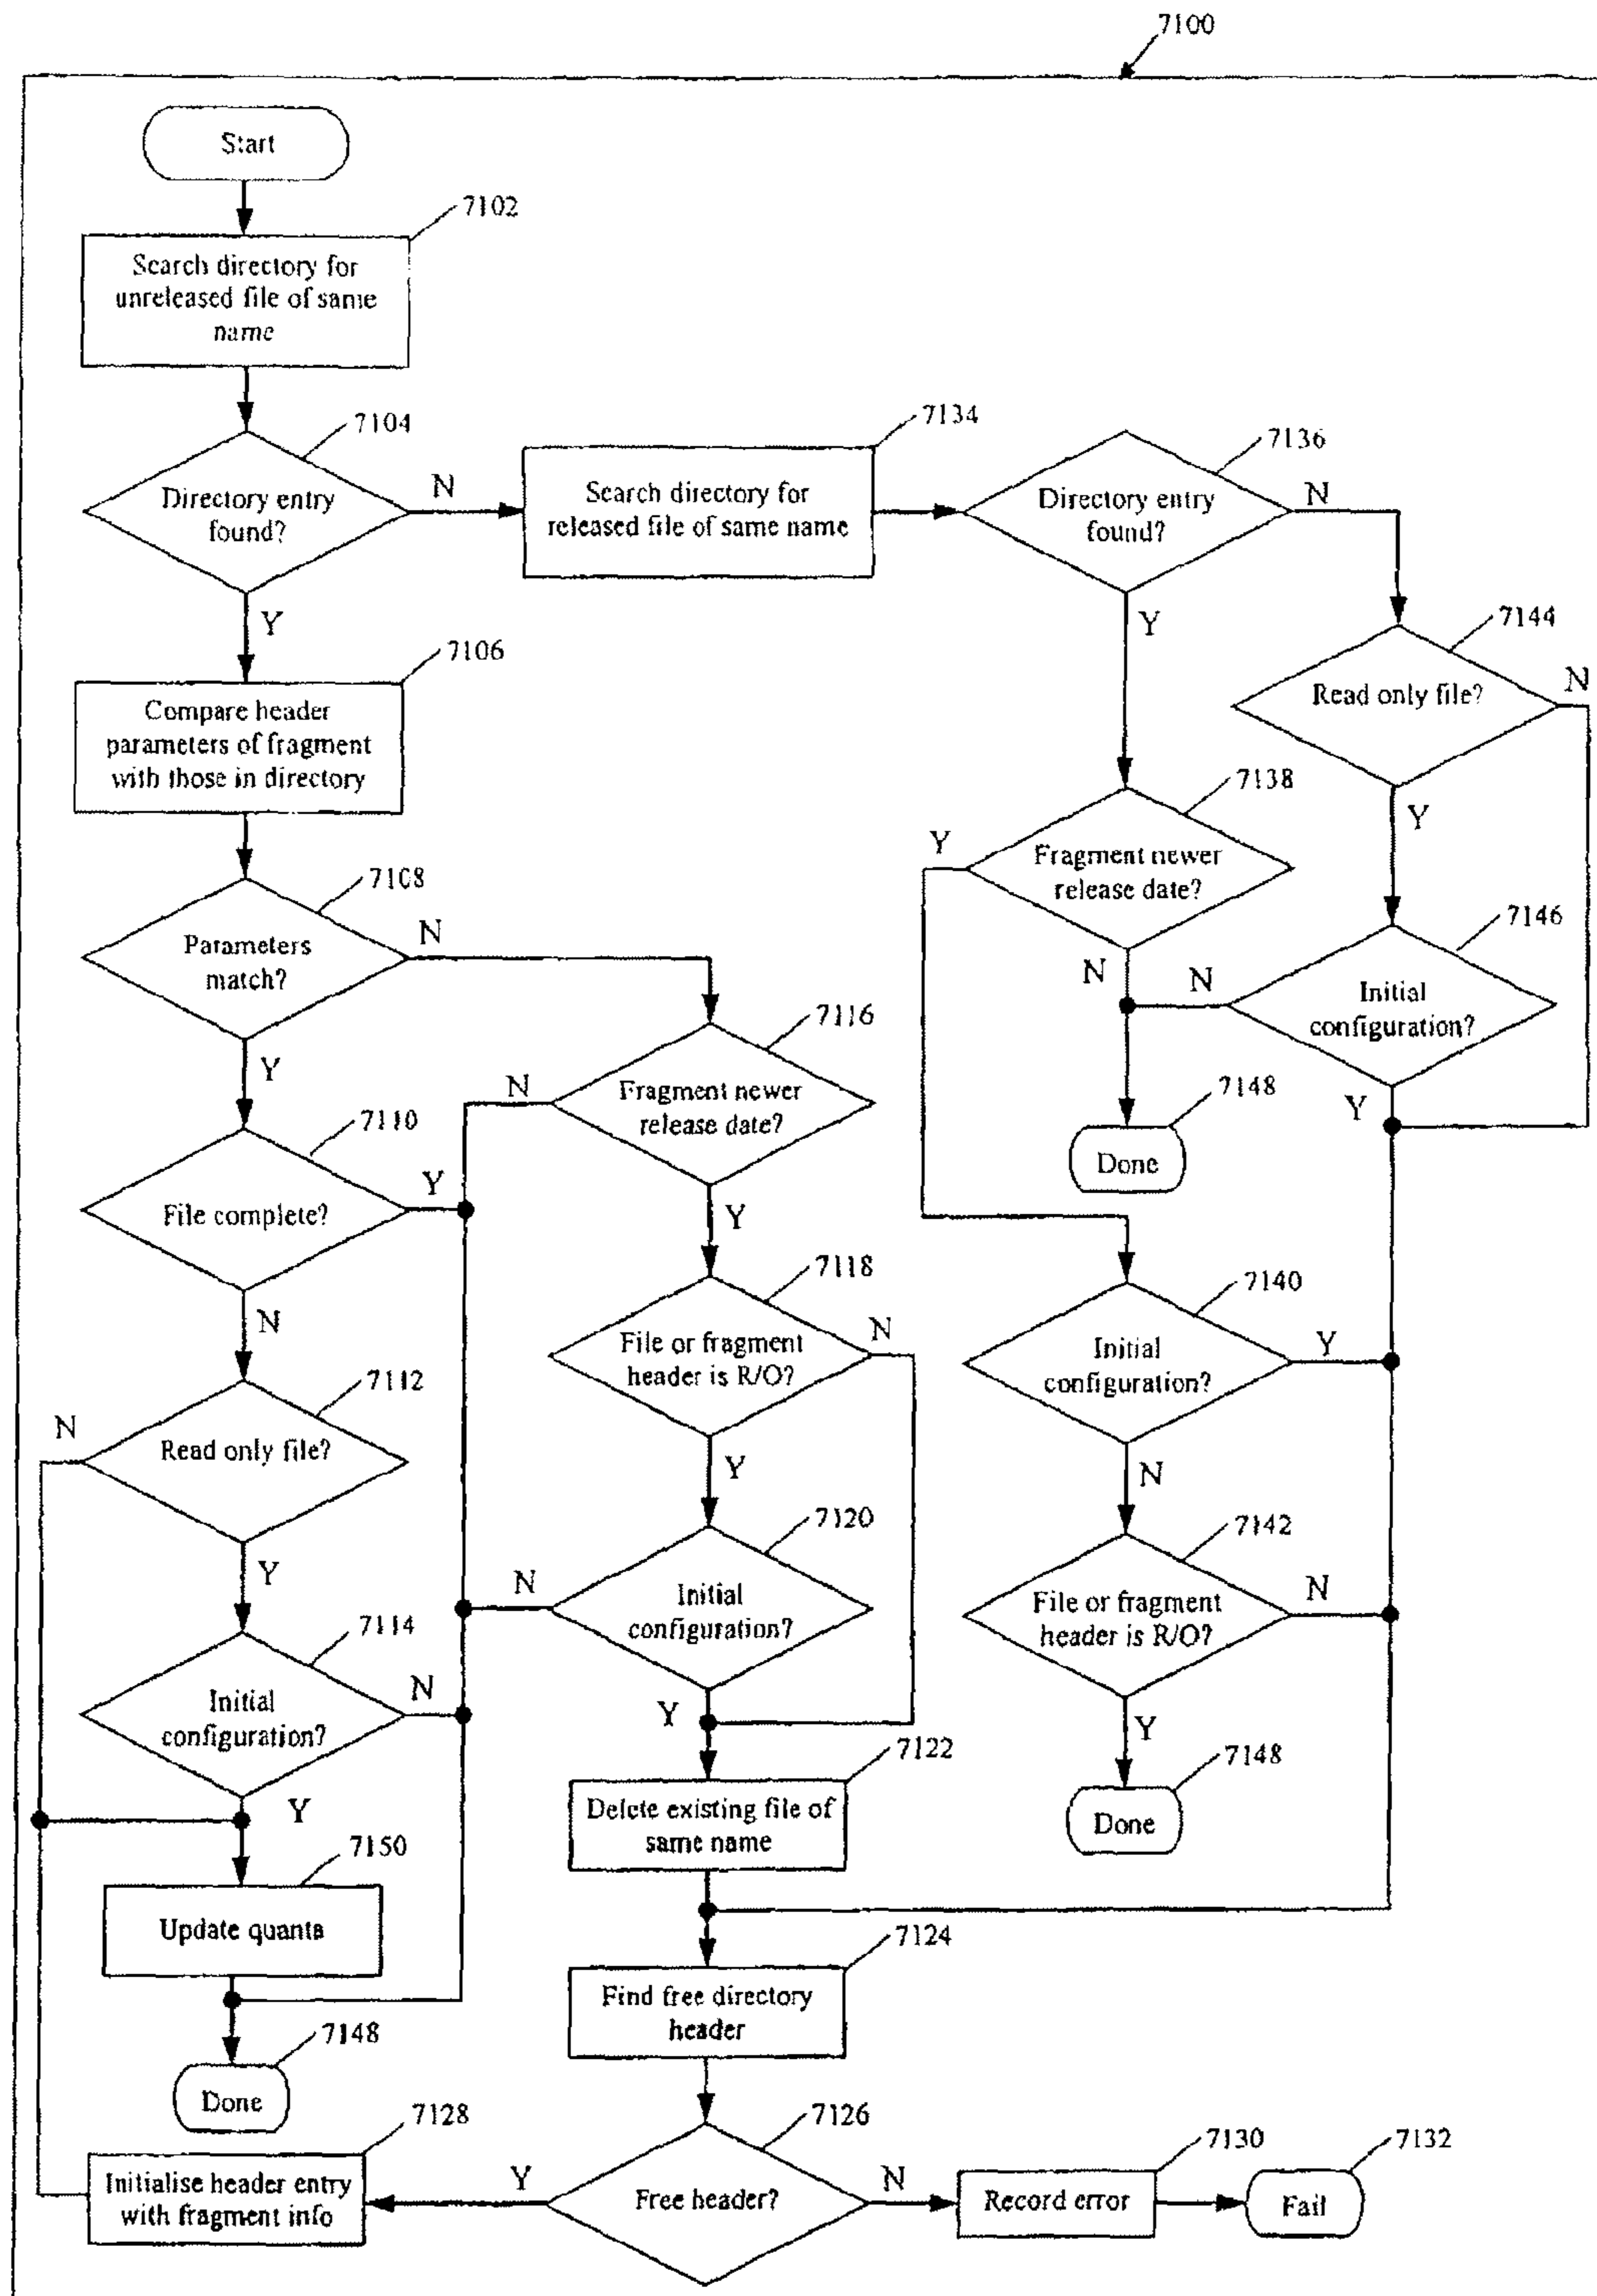 7100
Start
7102
Search directory for
unreleased file of same
name
7104
Directory entry
found?
N
Y
7134
Search directory for
released file of same name
7136
Directory entry
found?
N
Y
7106
Compare header
parameters of fragment
with those in directory
7144
Read only file?
N
Y
7138
Y
Fragment newer
release date?
N
7108
Parameters
match?
N
Y
7146
N
Initial
configuration?
Y
7116
N
Fragment newer
release date?
Y
7148
Done
7110
File complete?
Y
N
7118
File or fragment
header is R/O?
N
Y
7140
Initial
configuration?
Y
N
7112
N
Read only file?
Y
7120
N
Initial
configuration?
Y
7142
File or fragment
header is R/O?
N
Y
7114
Initial
configuration?
N
Y
7122
Delete existing file of
same name
7148
Done
7150
Update quanta
7124
Find free directory
header
7148
Done
7128
Initialise header entry
with fragment info
7126
Y
Free header?
N
7130
Record error
7132
Fail